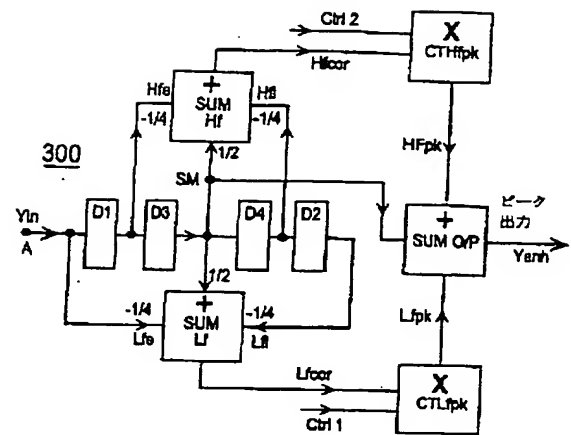 Ctrl 2
X
CTHfpk
Hfcor
+
SUM
Hf
Hfe
-1/4
Hfl
-1/4
1/2
HFpk
300
SM
Yin
A
D1
D3
D4
D2
+
SUM O/P
ピーク
出力
Yenh
1/2
-1/4
Lfe
+
SUM
Lf
-1/4
Lfl
Lfpk
Lfcor
X
CTLfpk
Ctrl 1